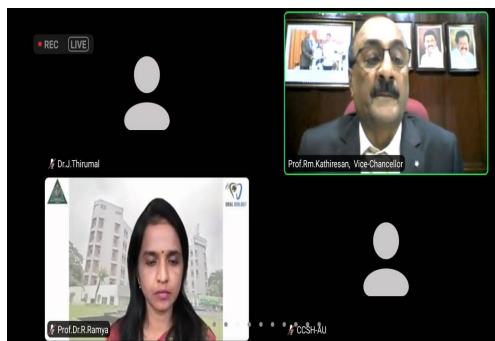 REC LIVE
Dr.J.Thirumal
Prof.Rm.Kathiresan, Vice-Chancellor
ORAL BIOLOGY
Prof.Dr.R.Ramya
CCSH-AU